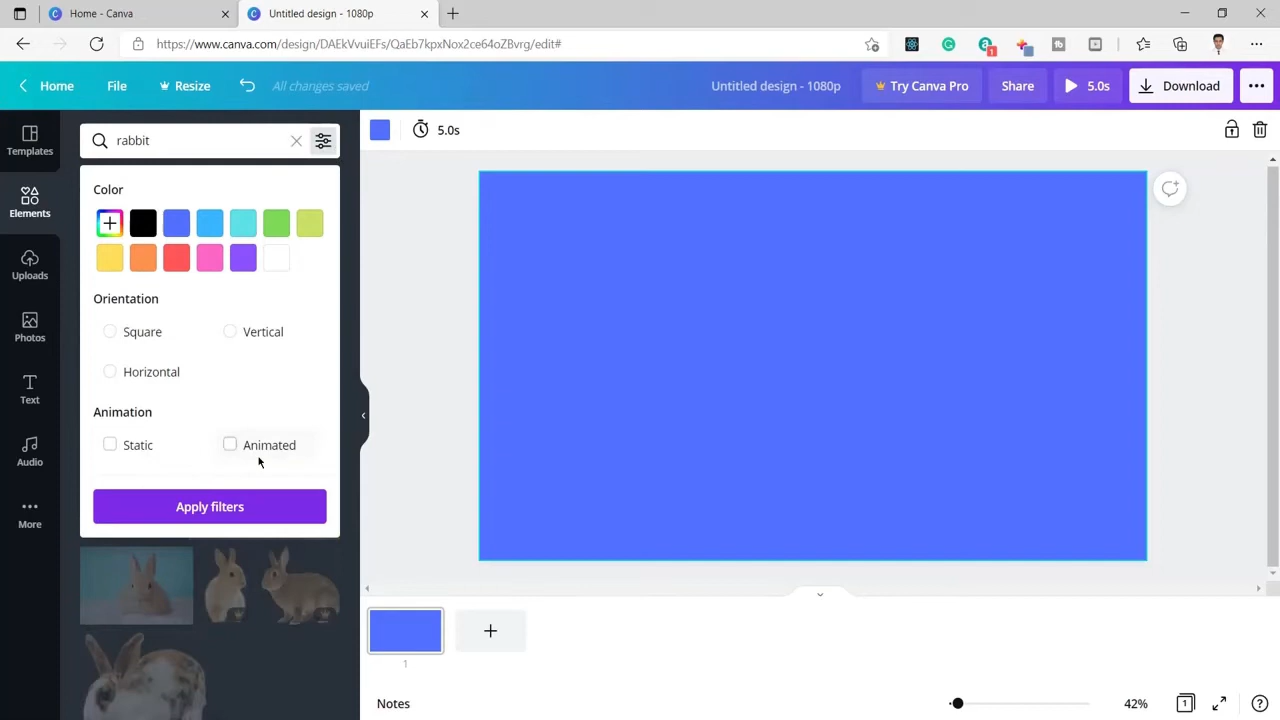 Home - Canva
Untitled design - 1080p
https://www.canva.com/design/DAEkVvuiEFs/QaEb7kpxNox2ce64oZBvrg/edit#
Home
File
Resize
All changes saved
Untitled design - 1080p
Try Canva Pro
Share
5.0s
Download
Templates
Elements
Uploads
Photos
Text
Audio
More
rabbit
Color
Orientation
Square
Vertical
Horizontal
Animation
Static
Animated
Apply filters
5.0s
1
Notes
42%
1